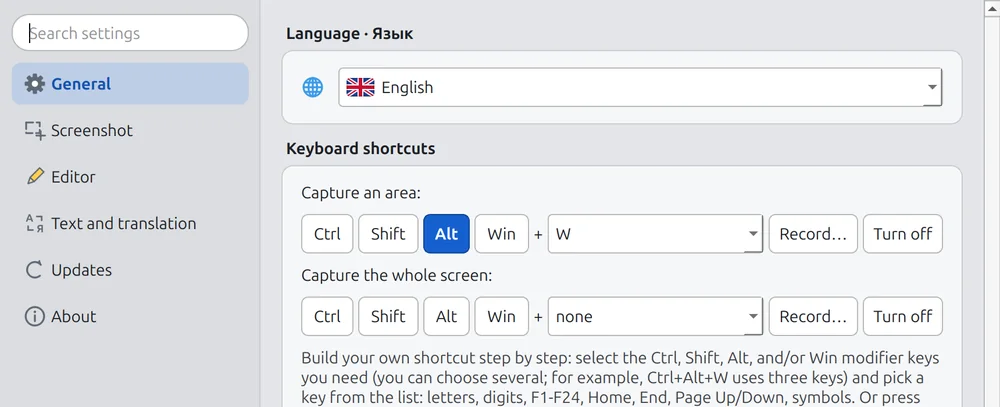 Search settings
General
Screenshot
Editor
Text and translation
Updates
About
Language · Язык
English
Keyboard shortcuts
Capture an area:
Ctrl Shift Alt Win + W Record... Turn off
Capture the whole screen:
Ctrl Shift Alt Win + none Record... Turn off
Build your own shortcut step by step: select the Ctrl, Shift, Alt, and/or Win modifier keys
you need (you can choose several; for example, Ctrl+Alt+W uses three keys) and pick a
key from the list: letters, digits, F1-F24, Home, End, Page Up/Down, symbols. Or press